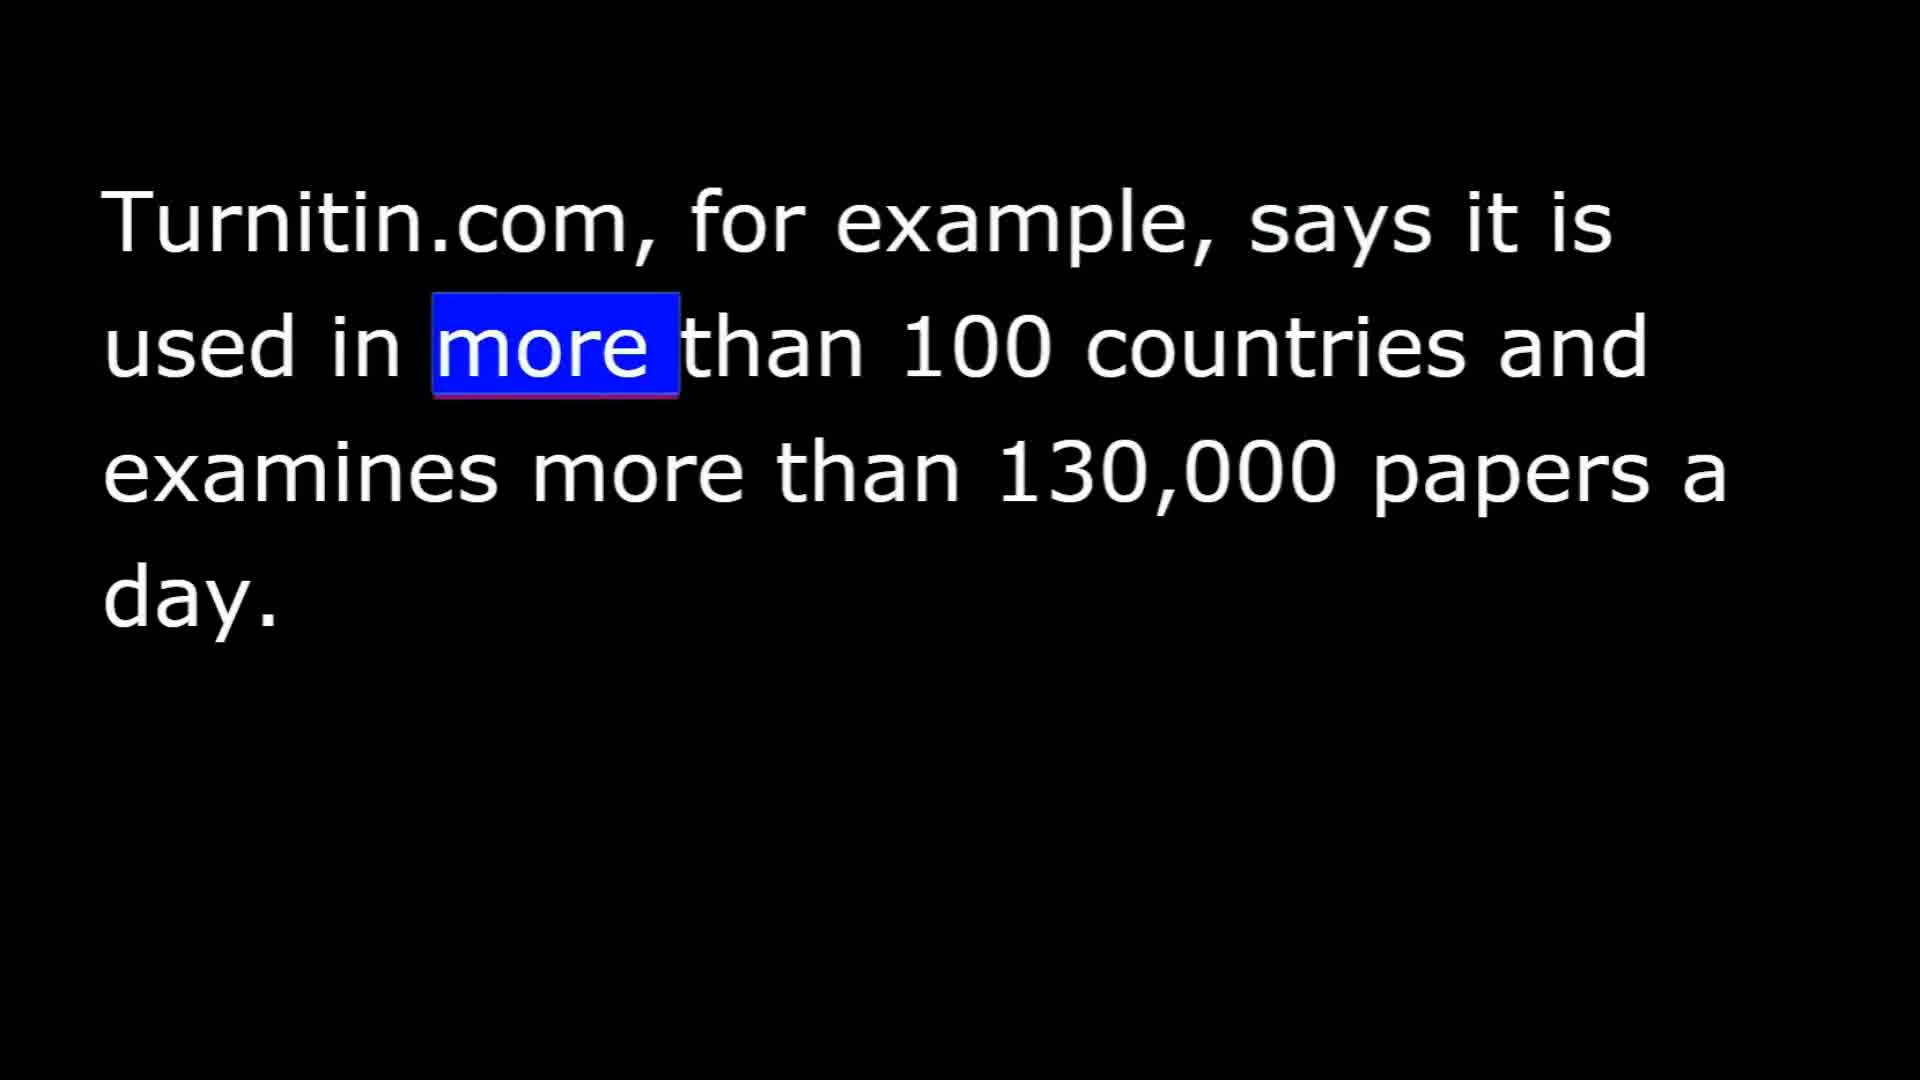 Turnitin.com, for example, says it is
used in more than 100 countries and
examines more than 130,000 papers a
day.